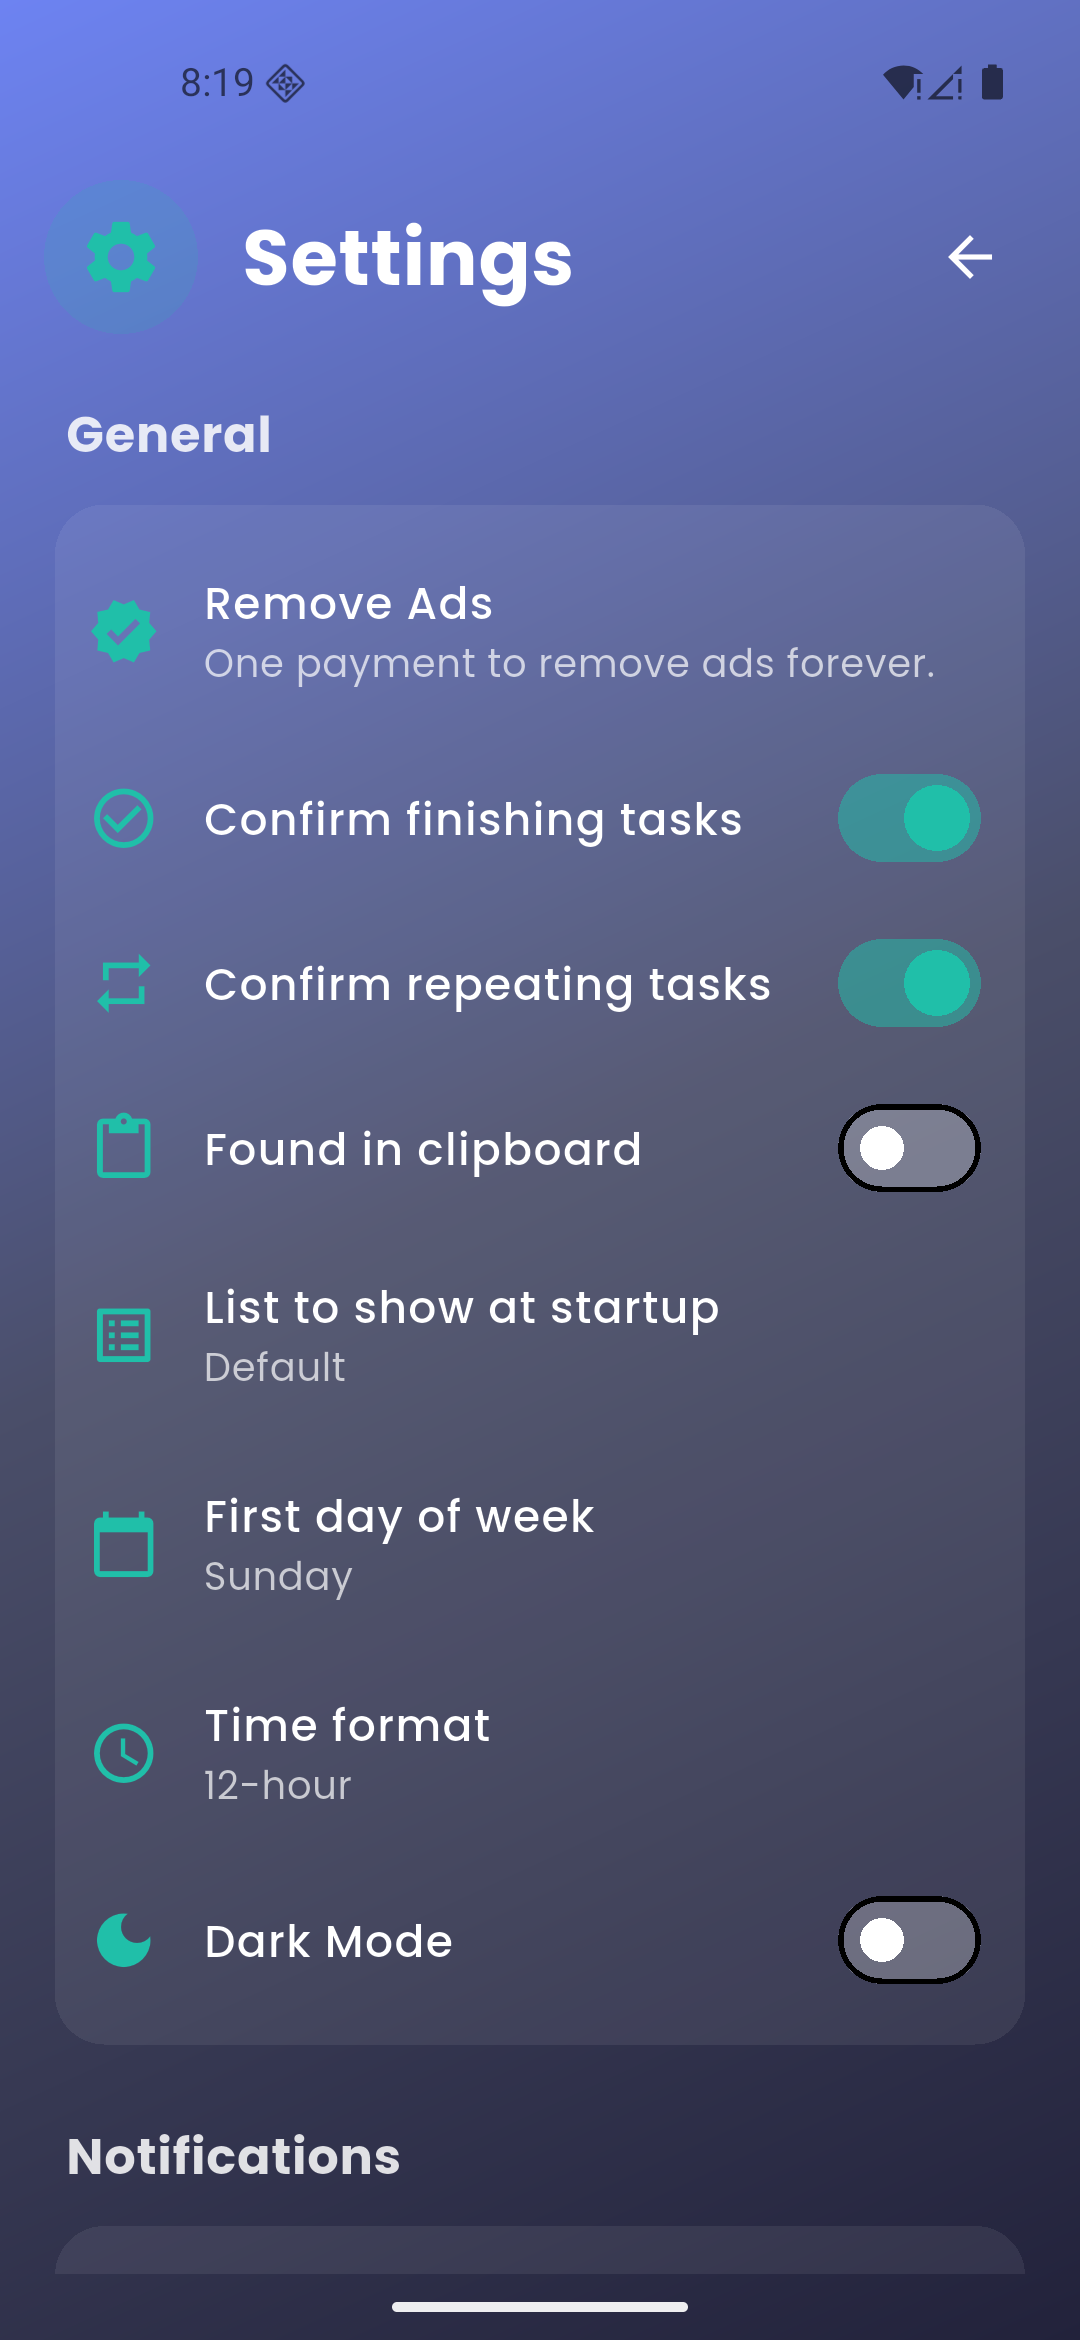 8:19
Settings
General
Remove Ads
One payment to remove ads forever.
Confirm finishing tasks
Confirm repeating tasks
Found in clipboard
List to show at startup
Default
First day of week
Sunday
Time format
12-hour
Dark Mode
Notifications